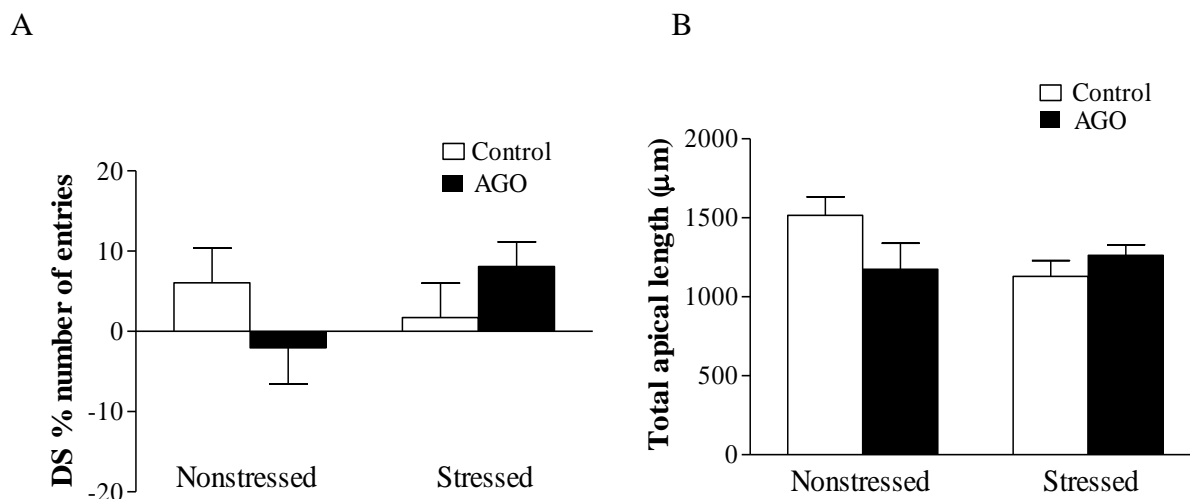 A
DS % number of entries
20
10
0
-10
-20
Control
AGO
Nonstressed
Stressed
B
Total apical length (μm)
2000
1500
1000
500
0
Control
AGO
Nonstressed
Stressed